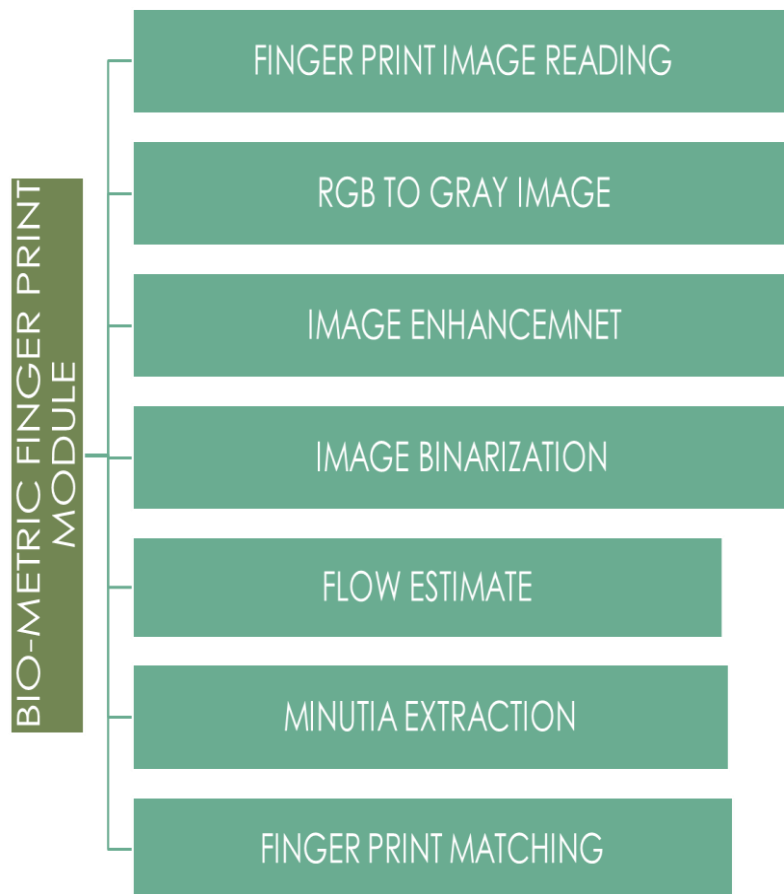 BIO-METRIC FINGER PRINT
MODULE
FINGER PRINT IMAGE READING
RGB TO GRAY IMAGE
IMAGE ENHANCEMNET
IMAGE BINARIZATION
FLOW ESTIMATE
MINUTIA EXTRACTION
FINGER PRINT MATCHING